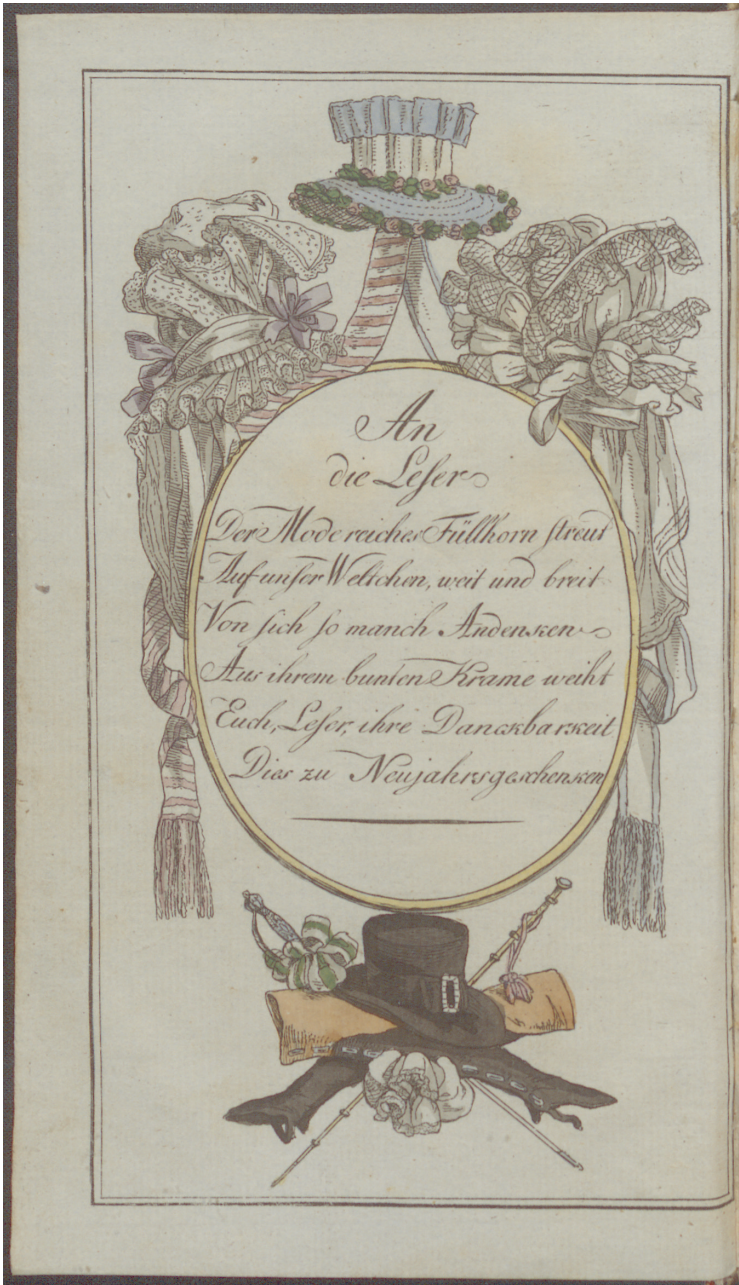 An
die Leser
Der Mode reiches Füllhorn streut
Auf unser Weltchen, weit und breit
Von sich so manch Andenken
Aus ihrem bunten Krame weiht
Euch, Leser, ihre Danckbarkeit
Dies zu Neujahrsgeschenken